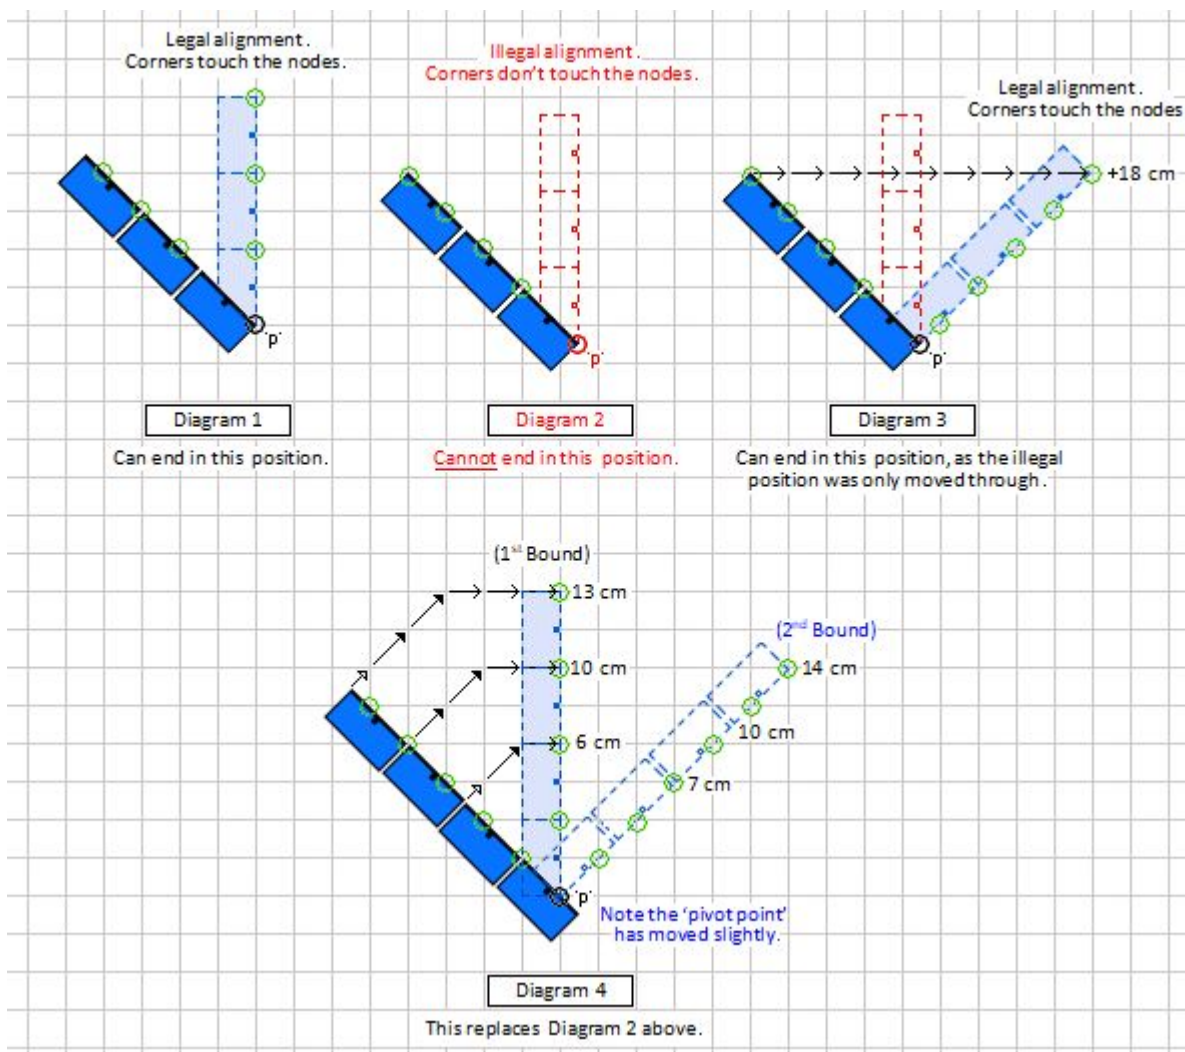 Legal alignment.
Corners touch the nodes.
'p'
Diagram 1
Can end in this position.
Illegal alignment.
Corners don't touch the nodes.
'p'
Diagram 2
Cannot end in this position.
Legal alignment.
Corners touch the nodes
+18 cm
'p'
Diagram 3
Can end in this position, as the illegal
position was only moved through.
(1st Bound)
13 cm
10 cm
6 cm
(2nd Bound)
14 cm
10 cm
7 cm
'p'
Note the 'pivot point'
has moved slightly.
Diagram 4
This replaces Diagram 2 above.